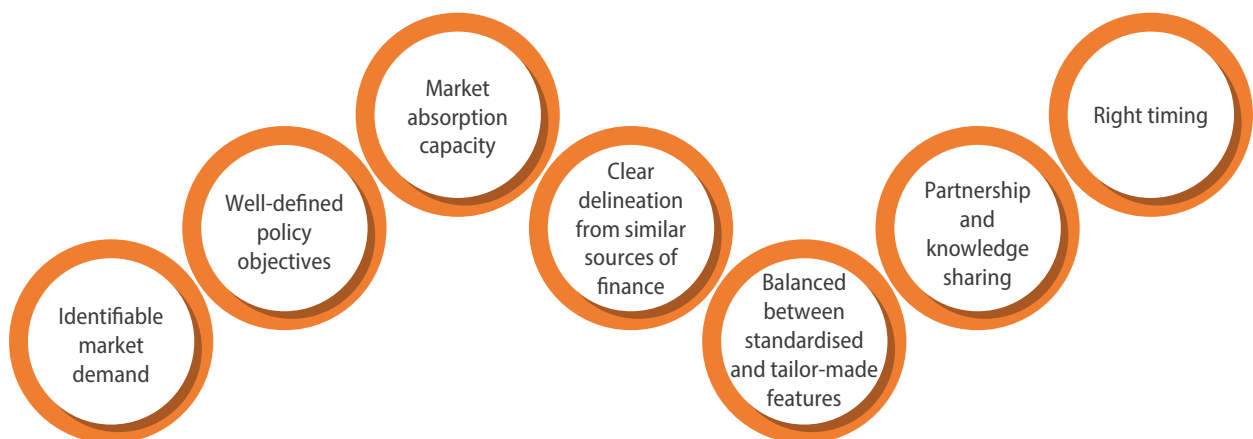 Identifiable
market
demand
Well-defined
policy
objectives
Market
absorption
capacity
Clear
delineation
from similar
sources of
finance
Balanced
between
standardised
and tailor-made
features
Partnership
and
knowledge
sharing
Right timing